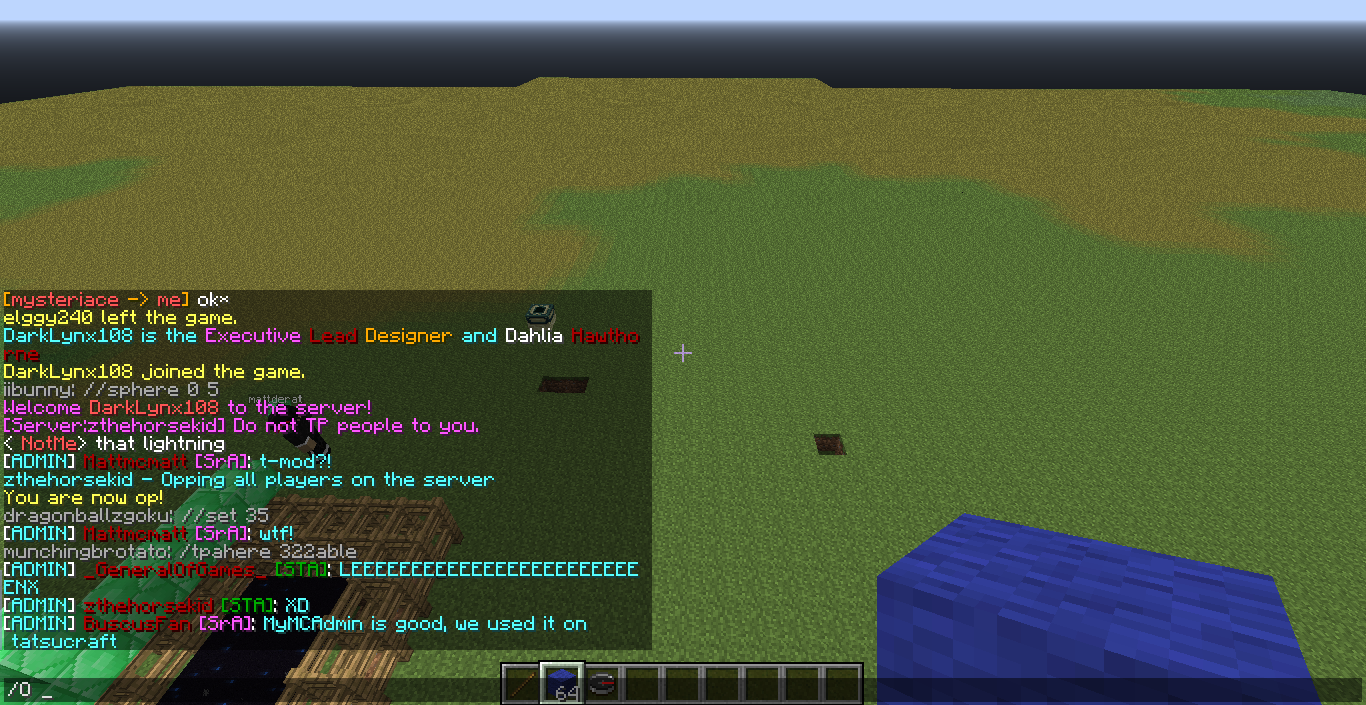 [mysteriace -> me] ok*
elggy240 left the game.
DarkLynx108 is the Executive Lead Designer and Dahlia Hawtho
rne
DarkLynx108 joined the game.
iibunny: //sphere 0 5
mattderat
Welcome DarkLynx108 to the server!
[Server:zthehorsekid] Do not TP people to you.
< NotMe> that lightning
[ADMIN] Mattmcmatt [SrA]: t-mod?!
zthehorsekid - Opping all players on the server
You are now op!
dragonballzgoku: //set 35
[ADMIN] Mattmcmatt [SrA]: wtf!
munchingbrotato: /tpahere 322able
[ADMIN] _GeneralOfGames_ [STA]: LEEEEEEEEEEEEEEEEEEEEEEEEE
ENX
[ADMIN] zthehorsekid [STA]: XD
[ADMIN] BuscusFan [SrA]: MyMCAdmin is good, we used it on
tatsucraft
64
/0 _